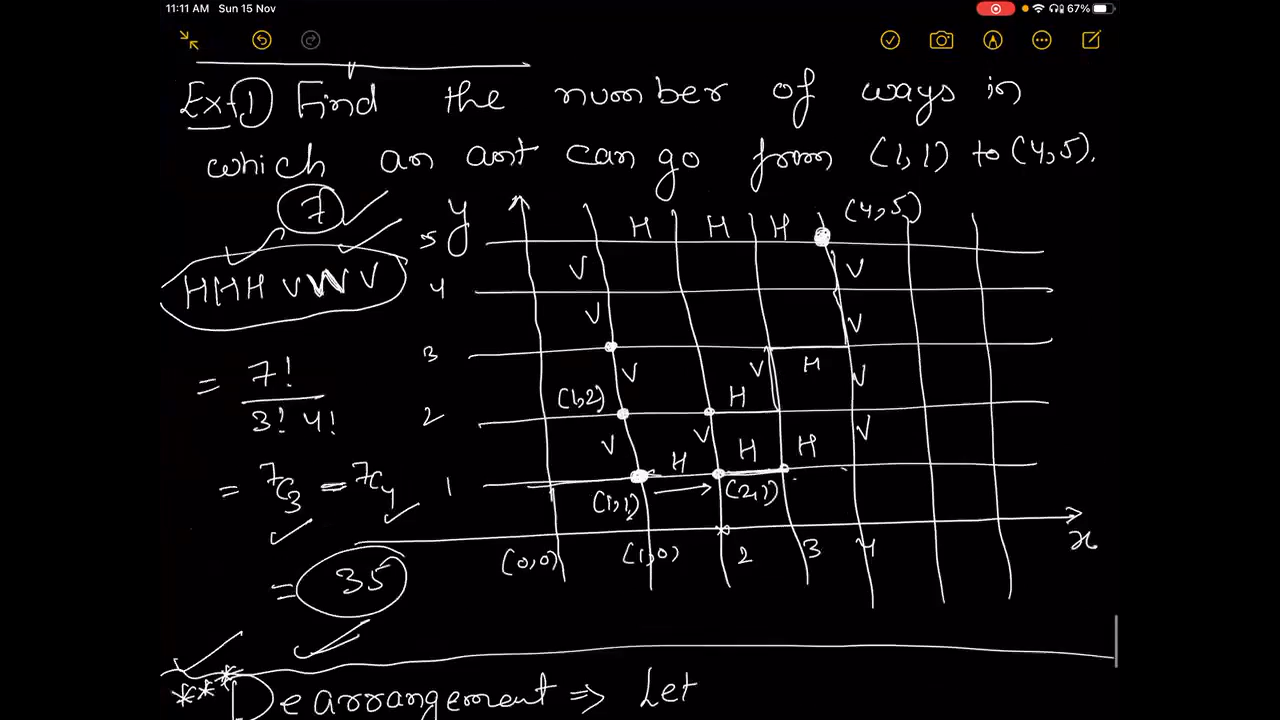 11:11 AM Sun 15 Nov
67%
Ex(1) Find the number of ways in
which an ant can go from (1,1) to (4,5).
7
HHH VVVV
= 7!
3! 4!
= 7C3 = 7C4
= 35
y
(4,5)
H H H
5
V V
4
V V
3
V V H V
(1,2) H
2
V V H H V
H
1
(1,1) (2,1)
x
(0,0) (1,0) 2 3 4
*** Dearrangement ⇒ Let